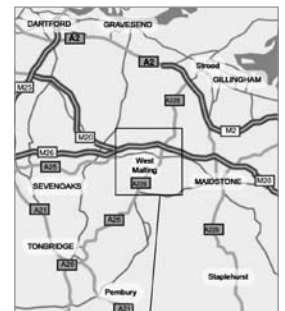 DARTFORD
GRAVESEND
A2
A2
Strood
GILLINGHAM
M25
A228
M2
M20
M26
A25
West
Malling
SEVENOAKS
A228
MAIDSTONE
M20
A21
A26
A229
TONBRIDGE
A26
Staplehurst
Pembury
A21